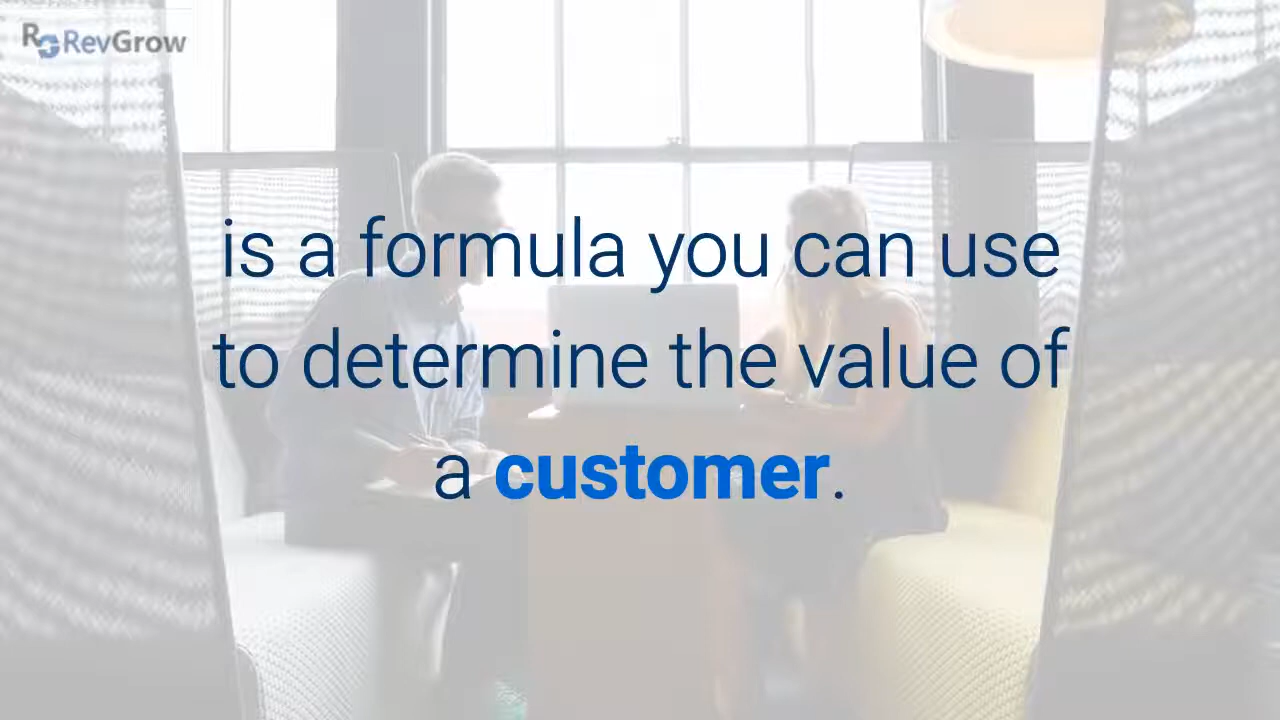 RevGrow
is a formula you can use
to determine the value of
a customer.